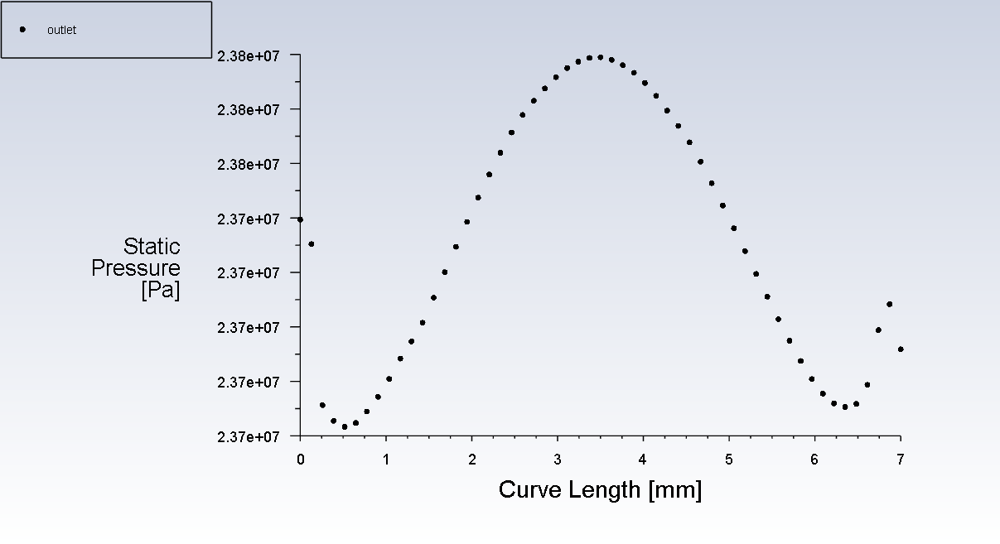 outlet
2.38e+07
2.38e+07
2.38e+07
2.37e+07
2.37e+07
2.37e+07
2.37e+07
2.37e+07
Static
Pressure
[Pa]
0 1 2 3 4 5 6 7
Curve Length [mm]